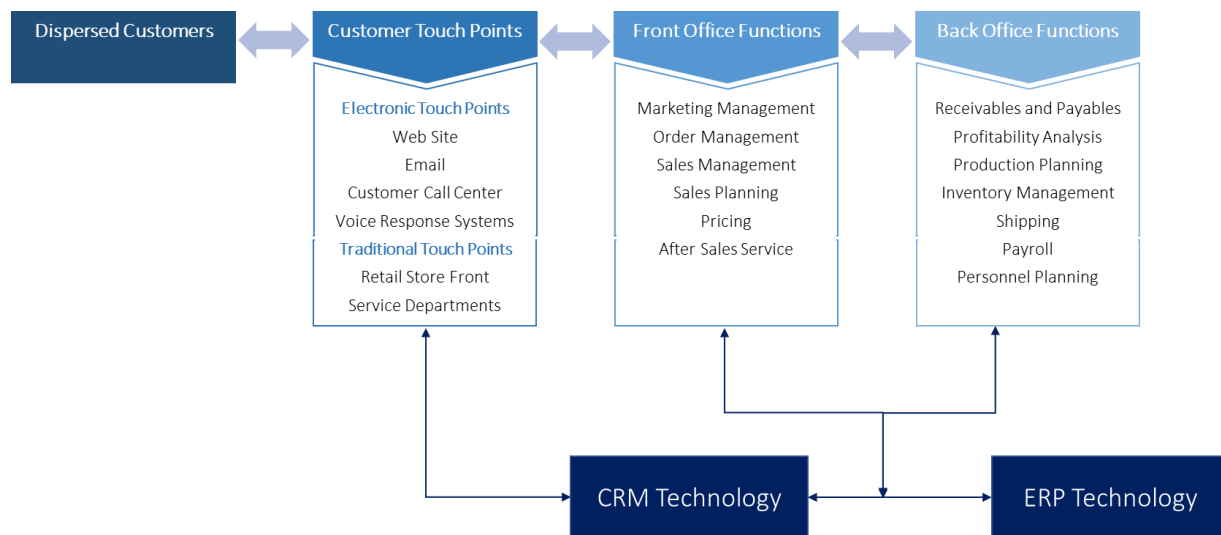 Dispersed Customers
Customer Touch Points
Front Office Functions
Back Office Functions
Electronic Touch Points
Web Site
Email
Customer Call Center
Voice Response Systems
Traditional Touch Points
Retail Store Front
Service Departments
Marketing Management
Order Management
Sales Management
Sales Planning
Pricing
After Sales Service
Receivables and Payables
Profitability Analysis
Production Planning
Inventory Management
Shipping
Payroll
Personnel Planning
CRM Technology
ERP Technology